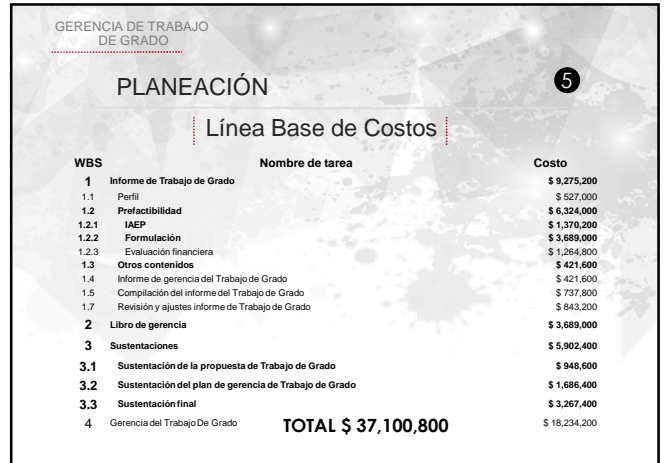 GERENCIA DE TRABAJO
DE GRADO
PLANEACIÓN
5
Línea Base de Costos
WBS Nombre de tarea Costo
1 Informe de Trabajo de Grado $ 9,275,200
1.1 Perfil $ 527,000
1.2 Prefactibilidad $ 6,324,000
1.2.1 IAEP $ 1,370,200
1.2.2 Formulación $ 3,689,000
1.2.3 Evaluación financiera $ 1,264,800
1.3 Otros contenidos $ 421,600
1.4 Informe de gerencia del Trabajo de Grado $ 421,600
1.5 Compilación del informe del Trabajo de Grado $ 737,800
1.7 Revisión y ajustes informe de Trabajo de Grado $ 843,200
2 Libro de gerencia $ 3,689,000
3 Sustentaciones $ 5,902,400
3.1 Sustentación de la propuesta de Trabajo de Grado $ 948,600
3.2 Sustentación del plan de gerencia de Trabajo de Grado $ 1,686,400
3.3 Sustentación final $ 3,267,400
4 Gerencia del Trabajo De Grado TOTAL $ 37,100,800 $ 18,234,200